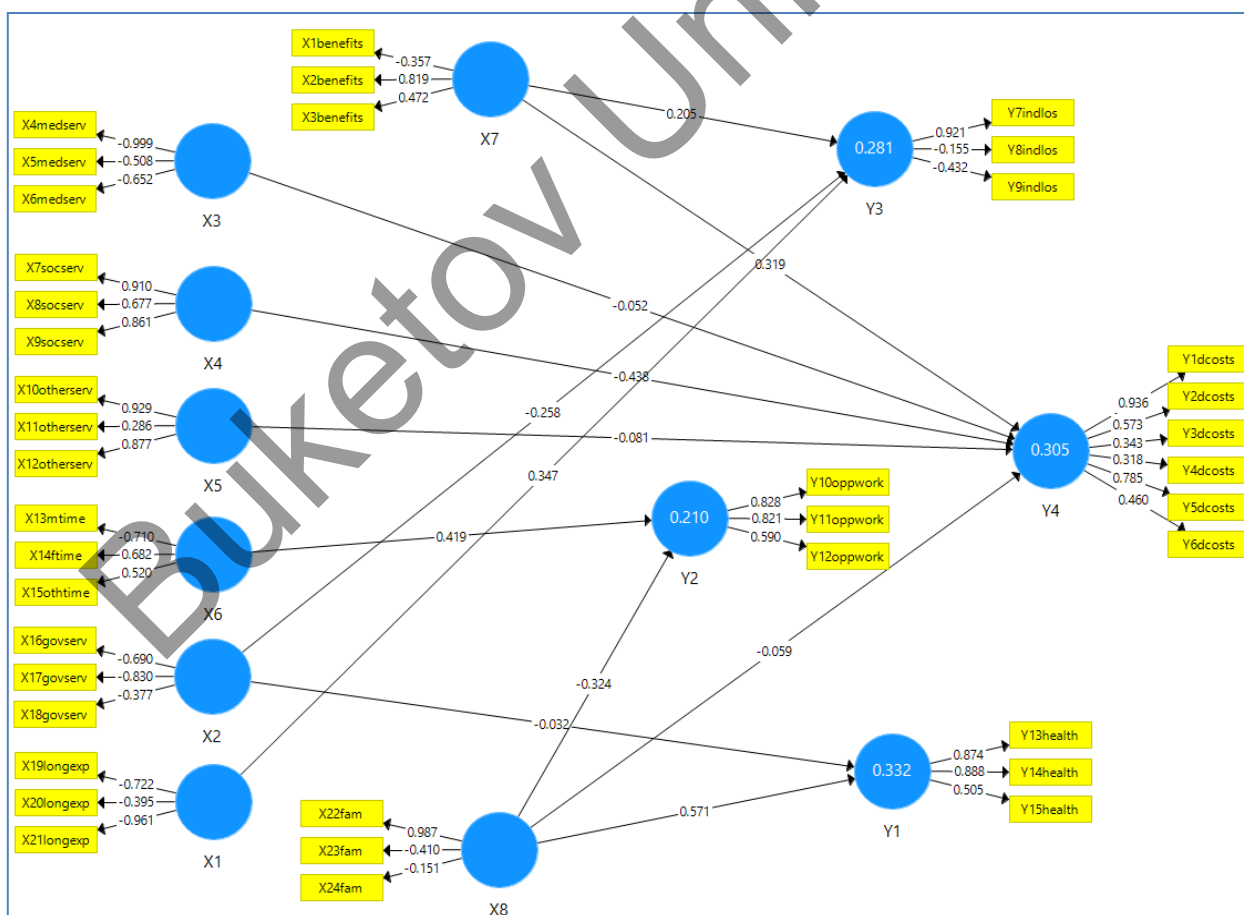 X1benefits
X2benefits
X3benefits
-0.357
0.819
0.472
X7
X4medserv
X5medserv
X6medserv
-0.999
-0.508
-0.652
X3
0.205
0.281
Y3
0.921
-0.155
-0.432
Y7indlos
Y8indlos
Y9indlos
X7socserv
X8socserv
X9socserv
0.910
0.677
0.861
X4
0.319
-0.052
-0.438
X10otherserv
X11otherserv
X12otherserv
0.929
0.286
0.877
X5
-0.258
-0.081
0.347
0.305
Y4
0.936
0.573
0.343
0.318
0.785
0.460
Y1dcosts
Y2dcosts
Y3dcosts
Y4dcosts
Y5dcosts
Y6dcosts
X13mtime
X14ftime
X15othtime
-0.710
0.682
0.520
X6
0.419
0.210
Y2
0.828
0.821
0.590
Y10oppwork
Y11oppwork
Y12oppwork
X16govserv
X17govserv
X18govserv
-0.690
-0.830
-0.377
X2
-0.324
-0.059
-0.032
X19longexp
X20longexp
X21longexp
-0.722
-0.395
-0.961
X1
0.332
Y1
0.874
0.888
0.505
Y13health
Y14health
Y15health
X22fam
X23fam
X24fam
0.987
-0.410
-0.151
X8
0.571
Buketov